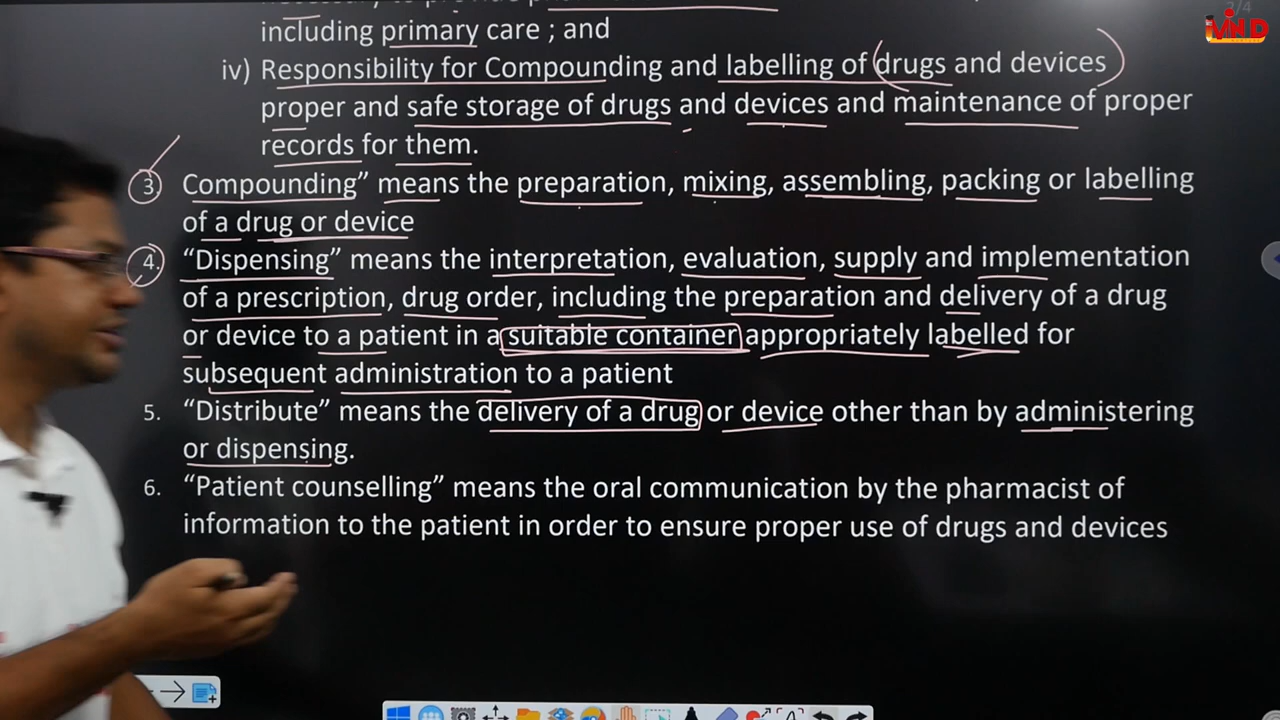 2/4
including primary care ; and
iv) Responsibility for Compounding and labelling of drugs and devices
proper and safe storage of drugs and devices and maintenance of proper
records for them.
3. Compounding” means the preparation, mixing, assembling, packing or labelling
of a drug or device
4. “Dispensing” means the interpretation, evaluation, supply and implementation
of a prescription, drug order, including the preparation and delivery of a drug
or device to a patient in a suitable container appropriately labelled for
subsequent administration to a patient
5. “Distribute” means the delivery of a drug or device other than by administering
or dispensing.
6. “Patient counselling” means the oral communication by the pharmacist of
information to the patient in order to ensure proper use of drugs and devices